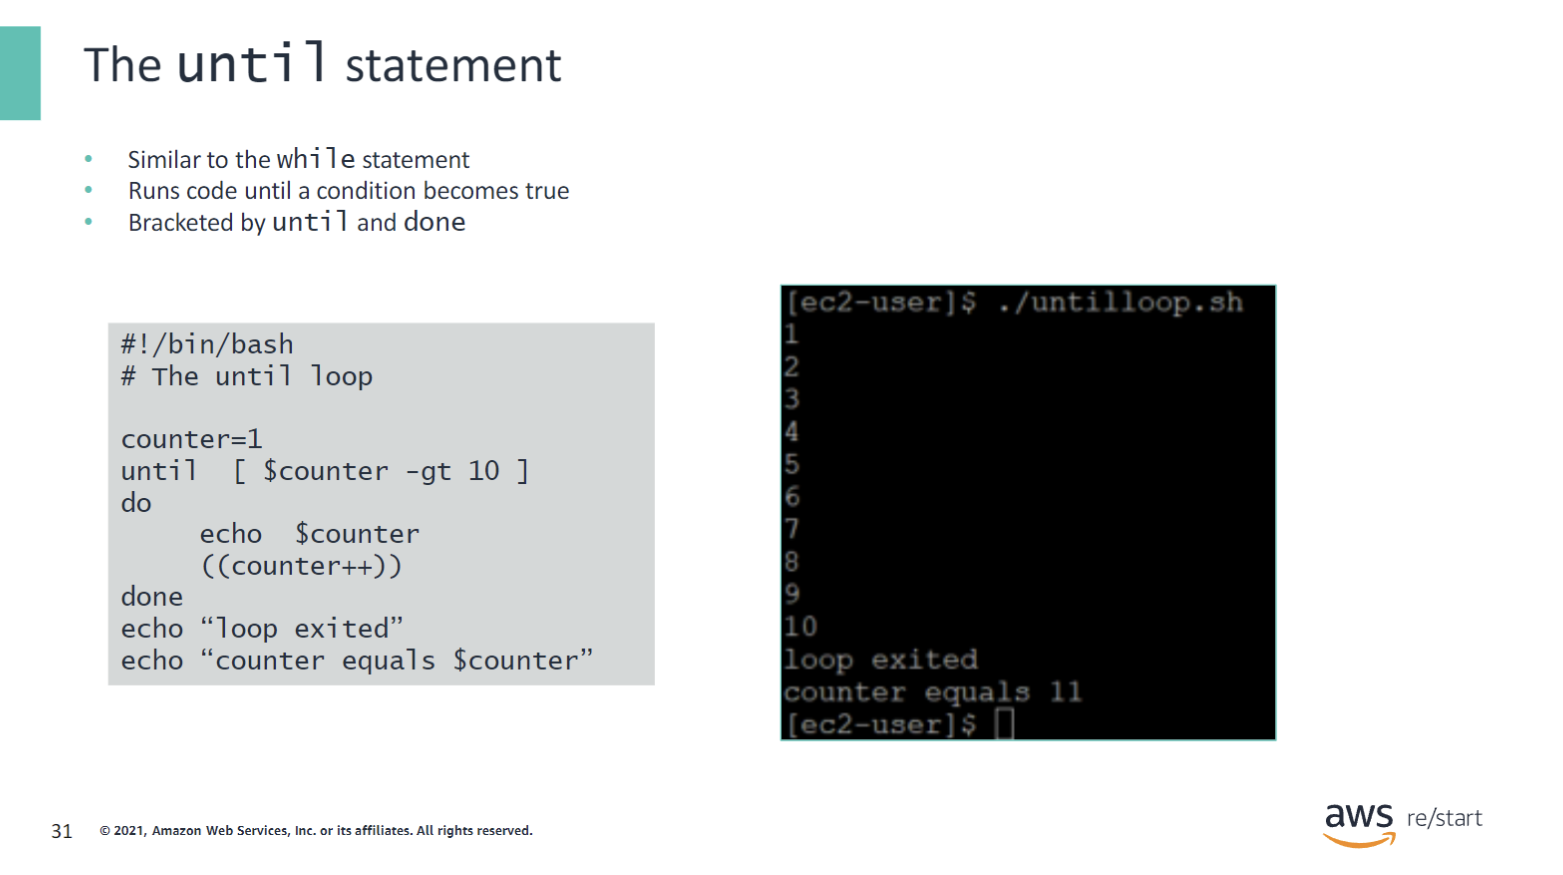 The until statement
• Similar to the while statement
• Runs code until a condition becomes true
• Bracketed by until and done
#!/bin/bash
# The until loop
counter=1
until  [ $counter -gt 10 ]
do
     echo  $counter
     ((counter++))
done
echo “loop exited”
echo “counter equals $counter”
[ec2-user]$ ./untilloop.sh
1
2
3
4
5
6
7
8
9
10
loop exited
counter equals 11
[ec2-user]$
31
© 2021, Amazon Web Services, Inc. or its affiliates. All rights reserved.
aws re/start